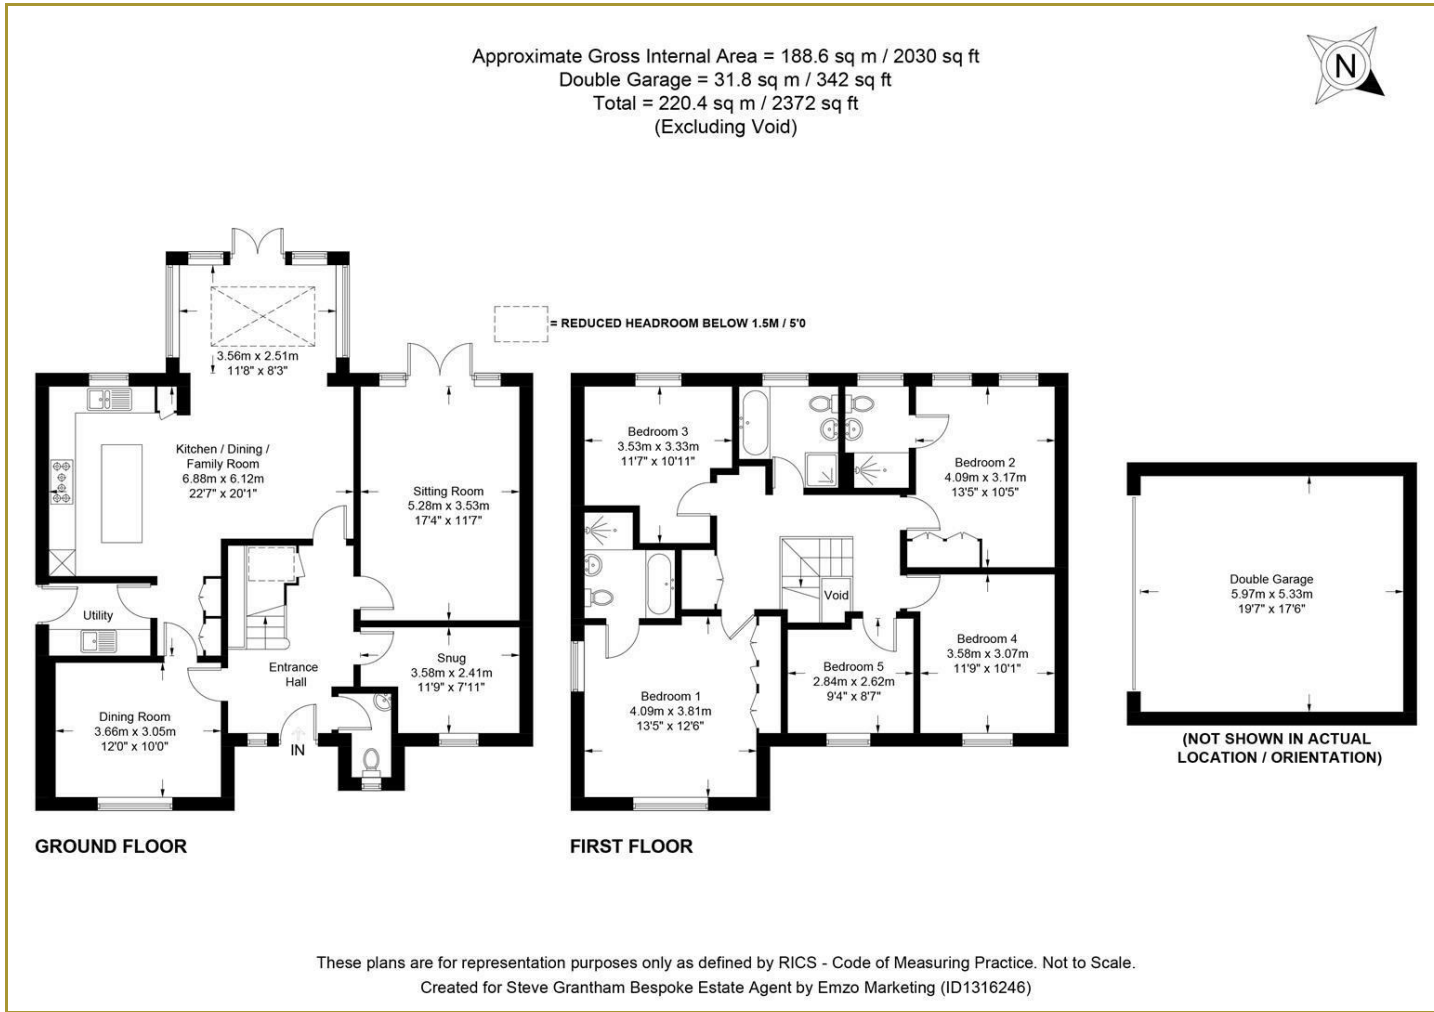 Approximate Gross Internal Area = 188.6 sq m / 2030 sq ft
Double Garage = 31.8 sq m / 342 sq ft
Total = 220.4 sq m / 2372 sq ft
(Excluding Void)
N
= REDUCED HEADROOM BELOW 1.5M / 5'0
3.56m x 2.51m
11'8" x 8'3"
Kitchen / Dining /
Family Room
6.88m x 6.12m
22'7" x 20'1"
Sitting Room
5.28m x 3.53m
17'4" x 11'7"
Utility
Entrance
Hall
Snug
3.58m x 2.41m
11'9" x 7'11"
Dining Room
3.66m x 3.05m
12'0" x 10'0"
IN
GROUND FLOOR
Bedroom 3
3.53m x 3.33m
11'7" x 10'11"
Bedroom 2
4.09m x 3.17m
13'5" x 10'5"
Void
Bedroom 1
4.09m x 3.81m
13'5" x 12'6"
Bedroom 5
2.84m x 2.62m
9'4" x 8'7"
Bedroom 4
3.58m x 3.07m
11'9" x 10'1"
FIRST FLOOR
Double Garage
5.97m x 5.33m
19'7" x 17'6"
(NOT SHOWN IN ACTUAL
LOCATION / ORIENTATION)
These plans are for representation purposes only as defined by RICS - Code of Measuring Practice. Not to Scale.
Created for Steve Grantham Bespoke Estate Agent by Emzo Marketing (ID1316246)